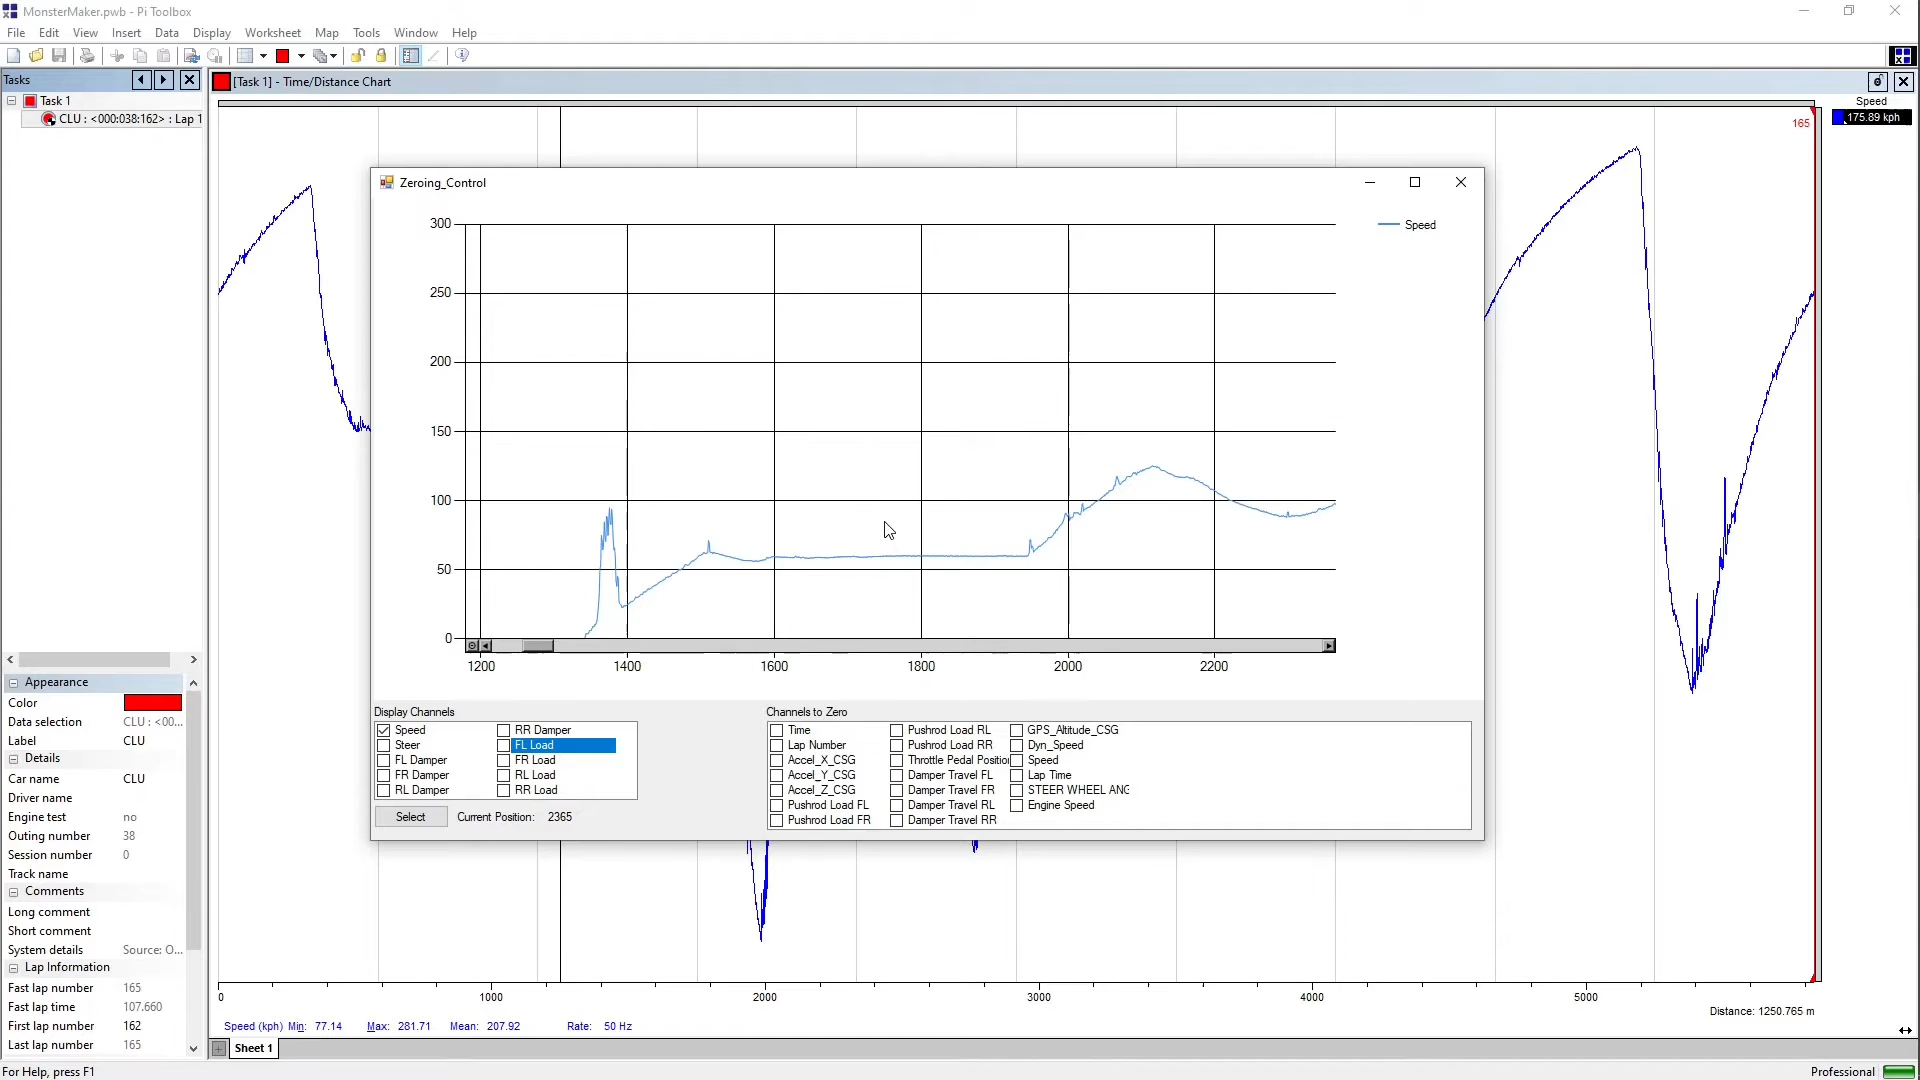 MonsterMaker.pwb - Pi Toolbox
File Edit View Insert Data Display Worksheet Map Tools Window Help
Tasks
[Task 1] - Time/Distance Chart
Task 1
CLU : <000:038:162> : Lap 1
Speed
175.89 kph
165
Zeroing_Control
300
250
200
150
100
50
0
Speed
1200 1400 1600 1800 2000 2200
Display Channels
Speed
Steer
FL Damper
FR Damper
RL Damper
RR Damper
FL Load
FR Load
RL Load
RR Load
Select Current Position: 2365
Channels to Zero
Time
Lap Number
Accel_X_CSG
Accel_Y_CSG
Accel_Z_CSG
Pushrod Load FL
Pushrod Load FR
Pushrod Load RL
Pushrod Load RR
Throttle Pedal Position
Damper Travel FL
Damper Travel FR
Damper Travel RL
Damper Travel RR
GPS_Altitude_CSG
Dyn_Speed
Speed
Lap Time
STEER WHEEL ANG
Engine Speed
Appearance
Color
Data selection CLU : <00...
Label CLU
Details
Car name CLU
Driver name
Engine test no
Outing number 38
Session number 0
Track name
Comments
Long comment
Short comment
System details Source: O...
Lap Information
Fast lap number 165
Fast lap time 107.660
First lap number 162
Last lap number 165
0 1000 2000 3000 4000 5000
Distance: 1250.765 m
Speed (kph) Min: 77.14 Max: 281.71 Mean: 207.92 Rate: 50 Hz
Sheet 1
For Help, press F1
Professional